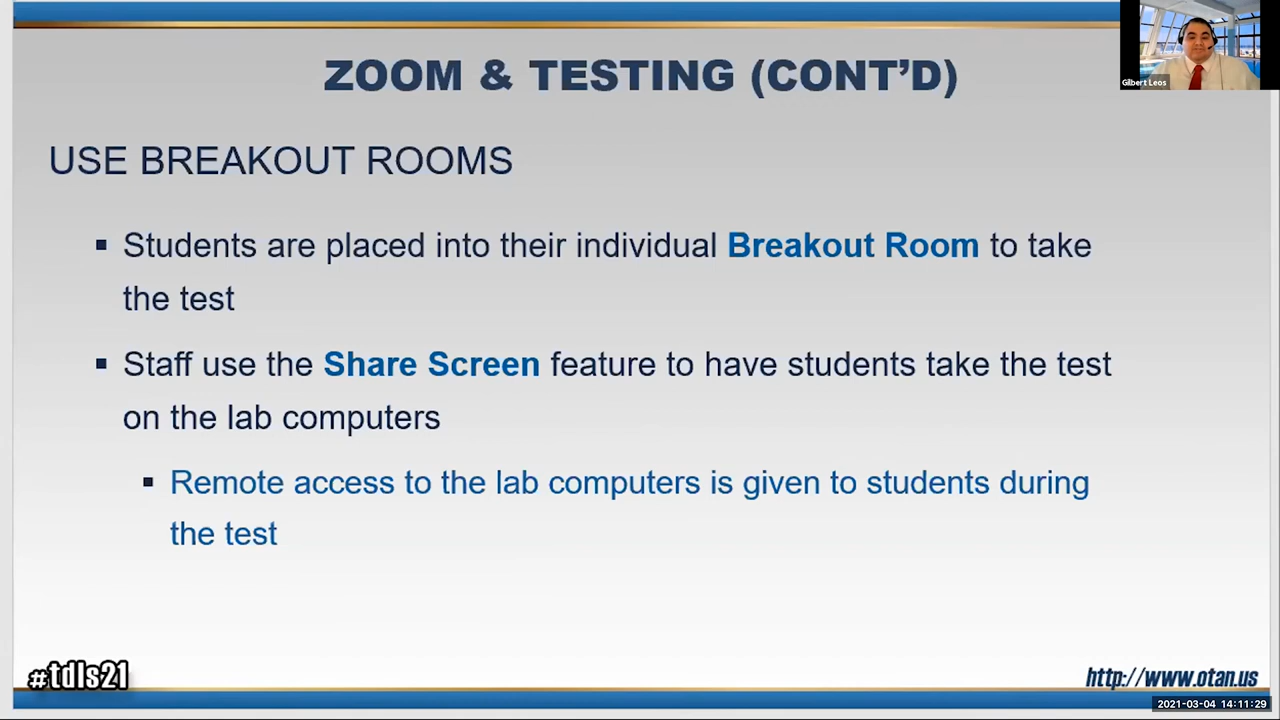 ZOOM & TESTING (CONT’D)
Gilbert Leos
USE BREAKOUT ROOMS
Students are placed into their individual Breakout Room to take
the test
Staff use the Share Screen feature to have students take the test
on the lab computers
Remote access to the lab computers is given to students during
the test
#tdls21
http://www.otan.us
2021-03-04 14:11:29